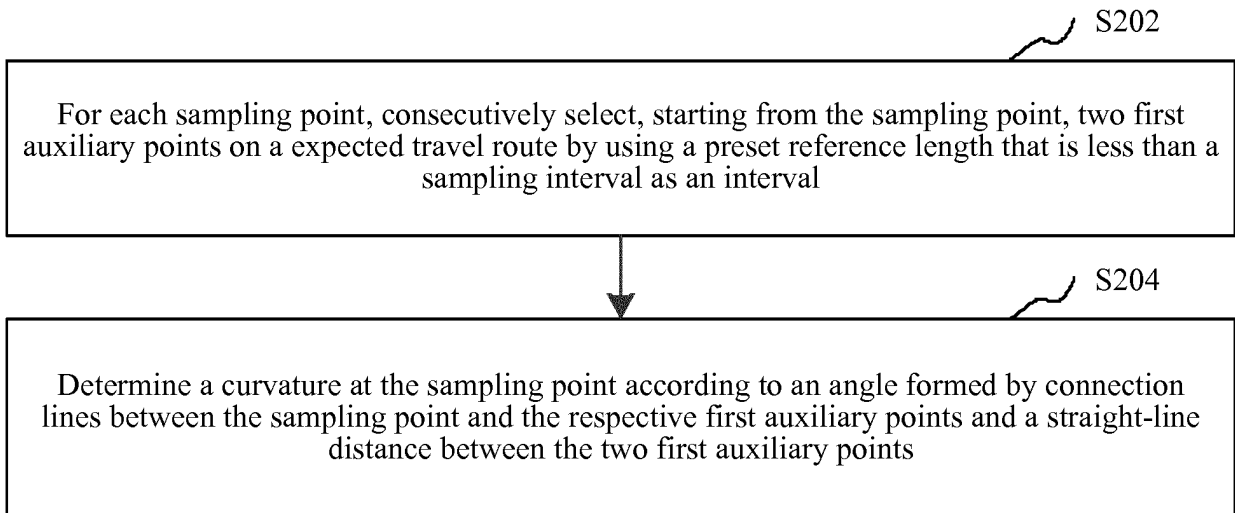 S202
For each sampling point, consecutively select, starting from the sampling point, two first
auxiliary points on a expected travel route by using a preset reference length that is less than a
sampling interval as an interval
S204
Determine a curvature at the sampling point according to an angle formed by connection
lines between the sampling point and the respective first auxiliary points and a straight-line
distance between the two first auxiliary points